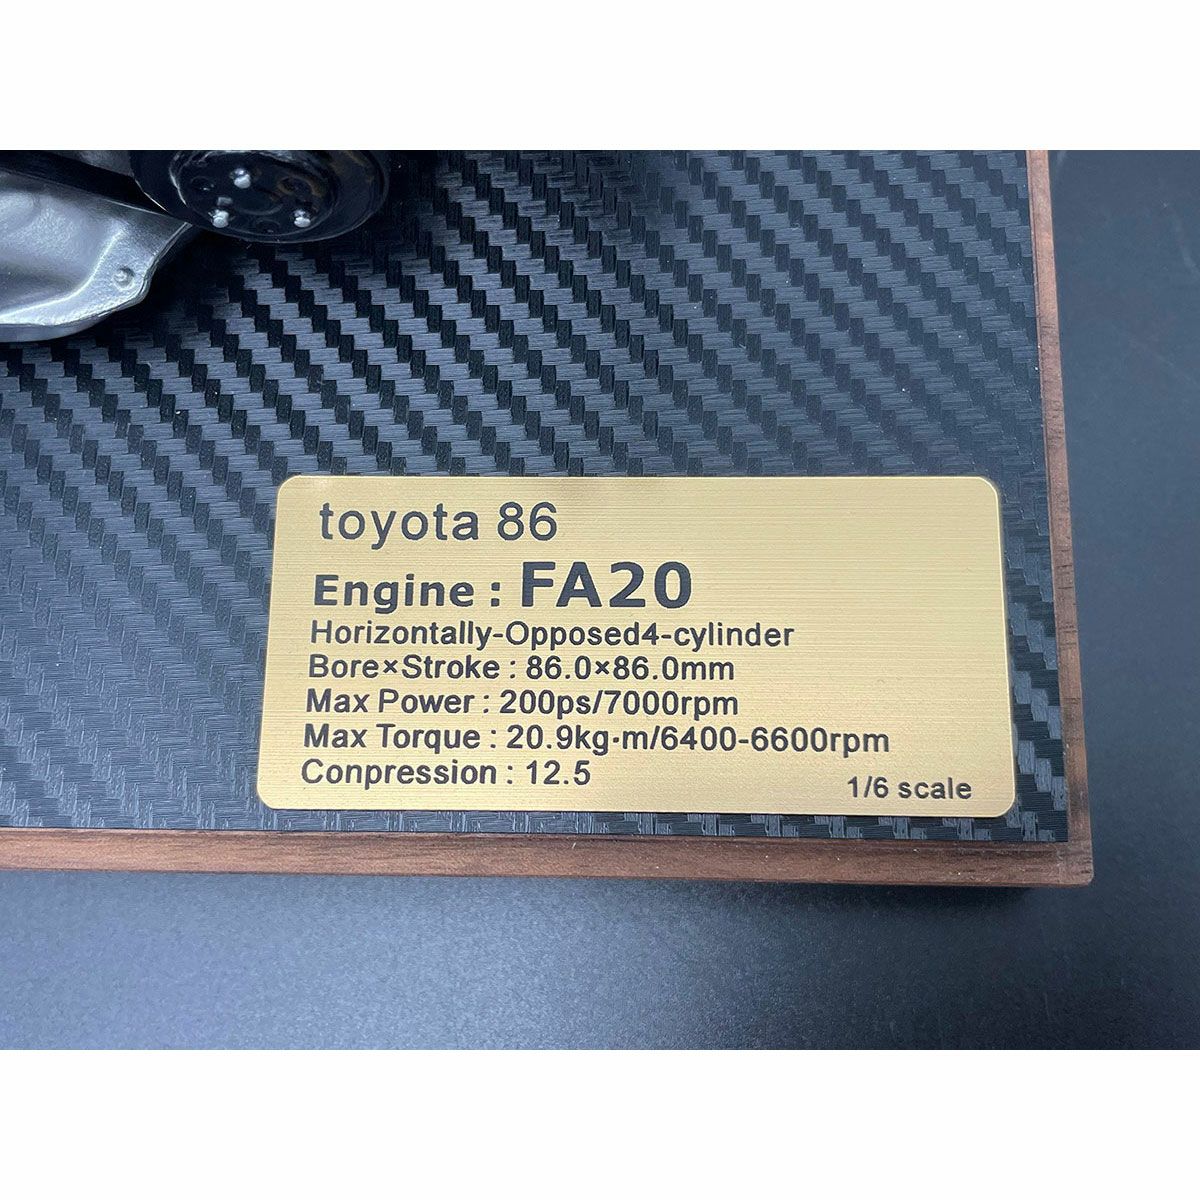 toyota 86
Engine : FA20
Horizontally-Opposed4-cylinder
Bore×Stroke : 86.0×86.0mm
Max Power : 200ps/7000rpm
Max Torque : 20.9kg·m/6400-6600rpm
Conpression : 12.5
1/6 scale